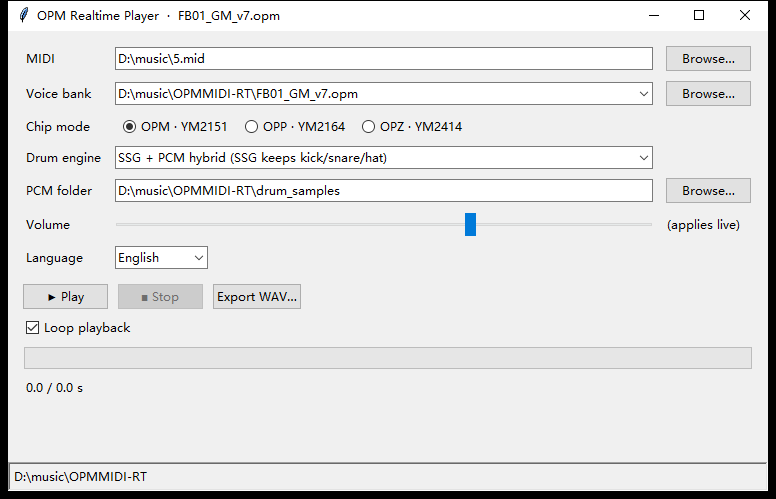 OPM Realtime Player · FB01_GM_v7.opm
MIDI D:\music\5.mid Browse...
Voice bank D:\music\OPMMIDI-RT\FB01_GM_v7.opm Browse...
Chip mode OPM · YM2151 OPP · YM2164 OPZ · YM2414
Drum engine SSG + PCM hybrid (SSG keeps kick/snare/hat)
PCM folder D:\music\OPMMIDI-RT\drum_samples Browse...
Volume (applies live)
Language English
► Play ■ Stop Export WAV...
Loop playback
0.0 / 0.0 s
D:\music\OPMMIDI-RT